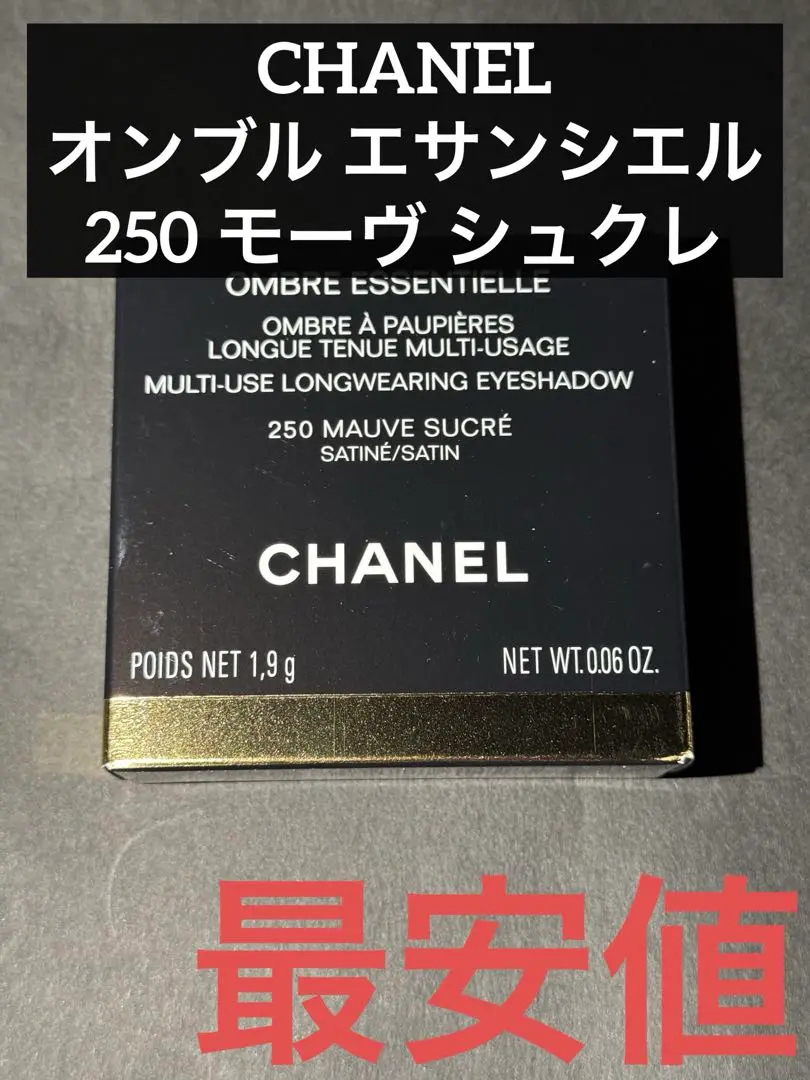 CHANEL
オンブル エサンシエル
250 モーヴ シュクレ
OMBRE ESSENTIELLE
OMBRE À PAUPIÈRES
LONGUE TENUE MULTI-USAGE
MULTI-USE LONGWEARING EYESHADOW
250 MAUVE SUCRÉ
SATINÉ/SATIN
CHANEL
POIDS NET 1,9 g NET WT. 0.06 OZ.
最安値